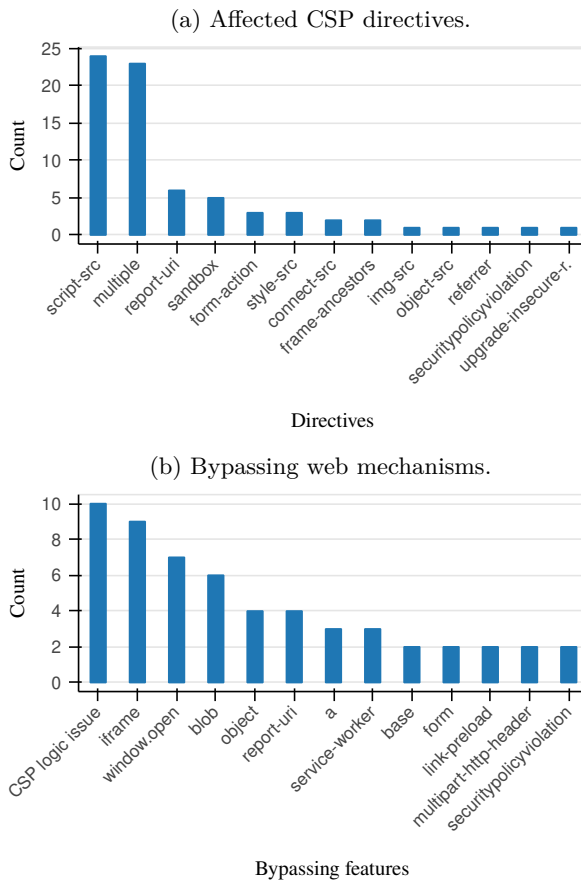 (a) Affected CSP directives.
25
20
15
10
5
0
Count
script-src
multiple
report-uri
sandbox
form-action
style-src
connect-src
frame-ancestors
img-src
object-src
referrer
securitypolicyviolation
upgrade-insecure-r.
Directives
(b) Bypassing web mechanisms.
10
8
6
4
2
0
Count
CSP logic issue
iframe
window.open
blob
object
report-uri
a
service-worker
base
form
link-preload
multipart-http-header
securitypolicyviolation
Bypassing features